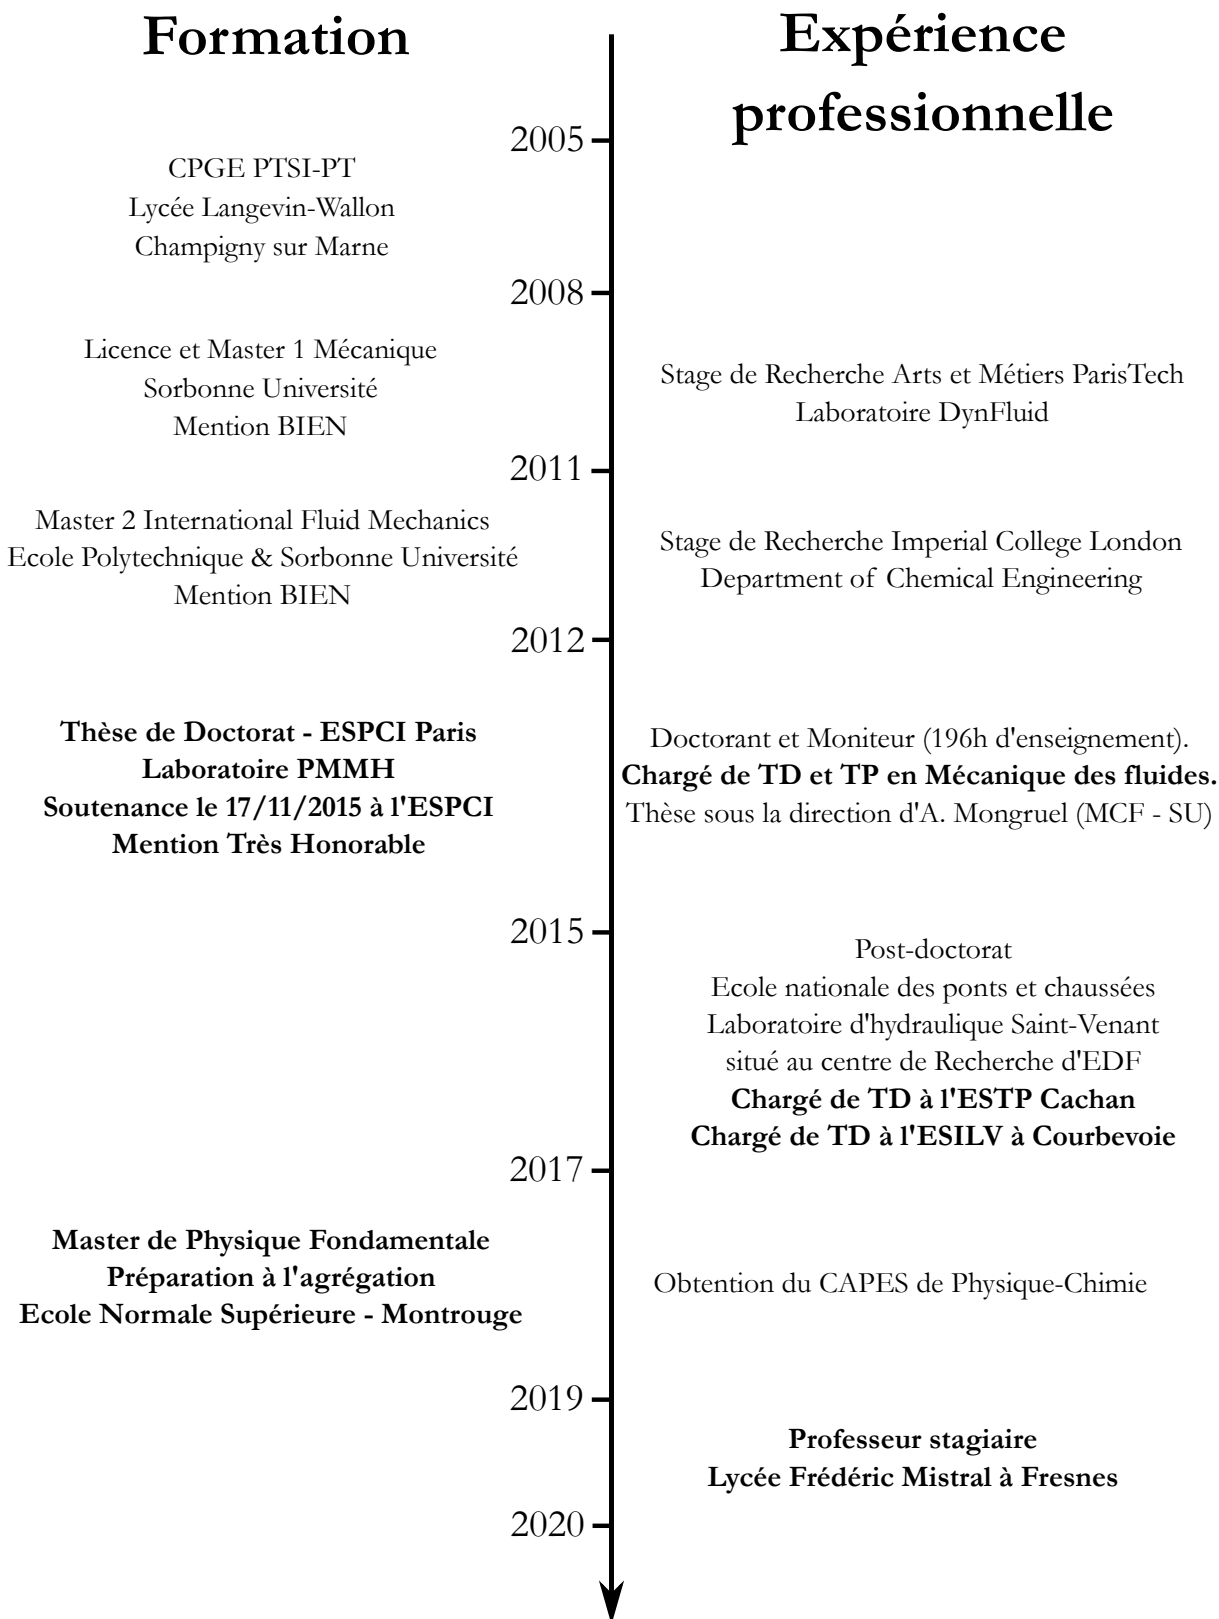 Formation
Expérience
professionnelle
2005
CPGE PTSI-PT
Lycée Langevin-Wallon
Champigny sur Marne
2008
Licence et Master 1 Mécanique
Sorbonne Université
Mention BIEN
Stage de Recherche Arts et Métiers ParisTech
Laboratoire DynFluid
2011
Master 2 International Fluid Mechanics
Ecole Polytechnique & Sorbonne Université
Mention BIEN
Stage de Recherche Imperial College London
Department of Chemical Engineering
2012
Thèse de Doctorat - ESPCI Paris
Laboratoire PMMH
Soutenance le 17/11/2015 à l'ESPCI
Mention Très Honorable
Doctorant et Moniteur (196h d'enseignement).
Chargé de TD et TP en Mécanique des fluides.
Thèse sous la direction d'A. Mongruel (MCF - SU)
2015
Post-doctorat
Ecole nationale des ponts et chaussées
Laboratoire d'hydraulique Saint-Venant
situé au centre de Recherche d'EDF
Chargé de TD à l'ESTP Cachan
Chargé de TD à l'ESILV à Courbevoie
2017
Master de Physique Fondamentale
Préparation à l'agrégation
Ecole Normale Supérieure - Montrouge
Obtention du CAPES de Physique-Chimie
2019
Professeur stagiaire
Lycée Frédéric Mistral à Fresnes
2020